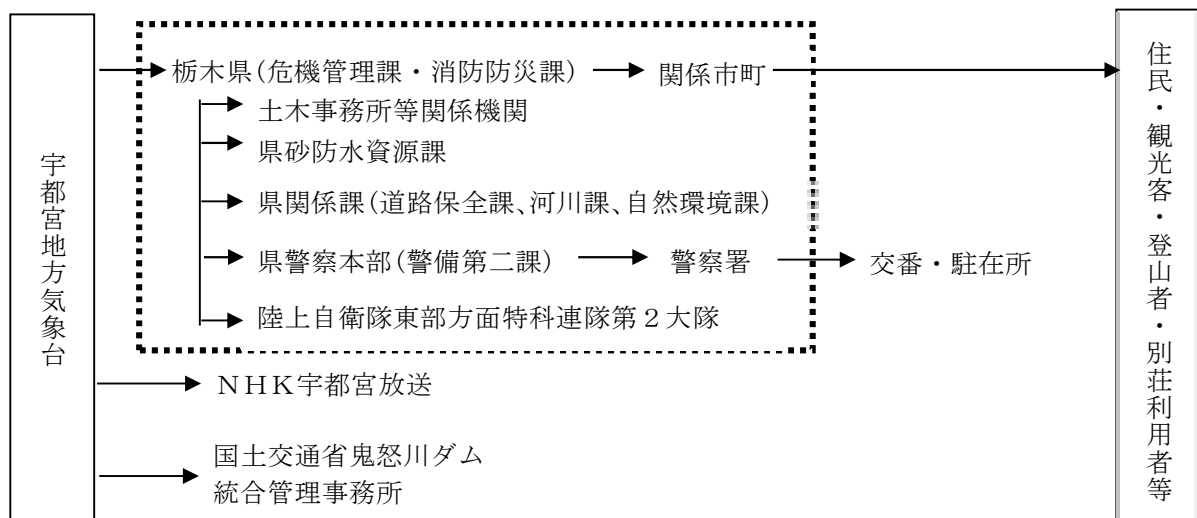 宇都宮地方気象台
栃木県(危機管理課・消防防災課)
関係市町
土木事務所等関係機関
県砂防水資源課
県関係課(道路保全課、河川課、自然環境課)
県警察本部(警備第二課)
警察署
交番・駐在所
陸上自衛隊東部方面特科連隊第２大隊
ＮＨＫ宇都宮放送
国土交通省鬼怒川ダム
統合管理事務所
住民・観光客・登山者・別荘利用者等